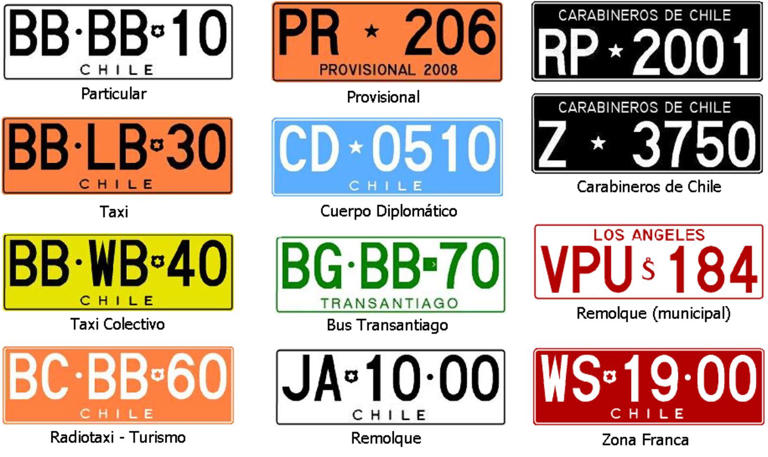 BB·BB 10
CHILE
Particular
BB·LB 30
CHILE
Taxi
BB·WB 40
CHILE
Taxi Colectivo
BC·BB 60
CHILE
Radiotaxi - Turismo
PR ★ 206
PROVISIONAL 2008
Provisional
CD ★ 0510
CHILE
Cuerpo Diplomático
BG·BB 70
TRANSANTIAGO
Bus Transantiago
JA 10·00
CHILE
Remolque
CARABINEROS DE CHILE
RP ★ 2001
CARABINEROS DE CHILE
Z ★ 3750
Carabineros de Chile
LOS ANGELES
VPU 184
Remolque (municipal)
WS 19·00
CHILE
Zona Franca